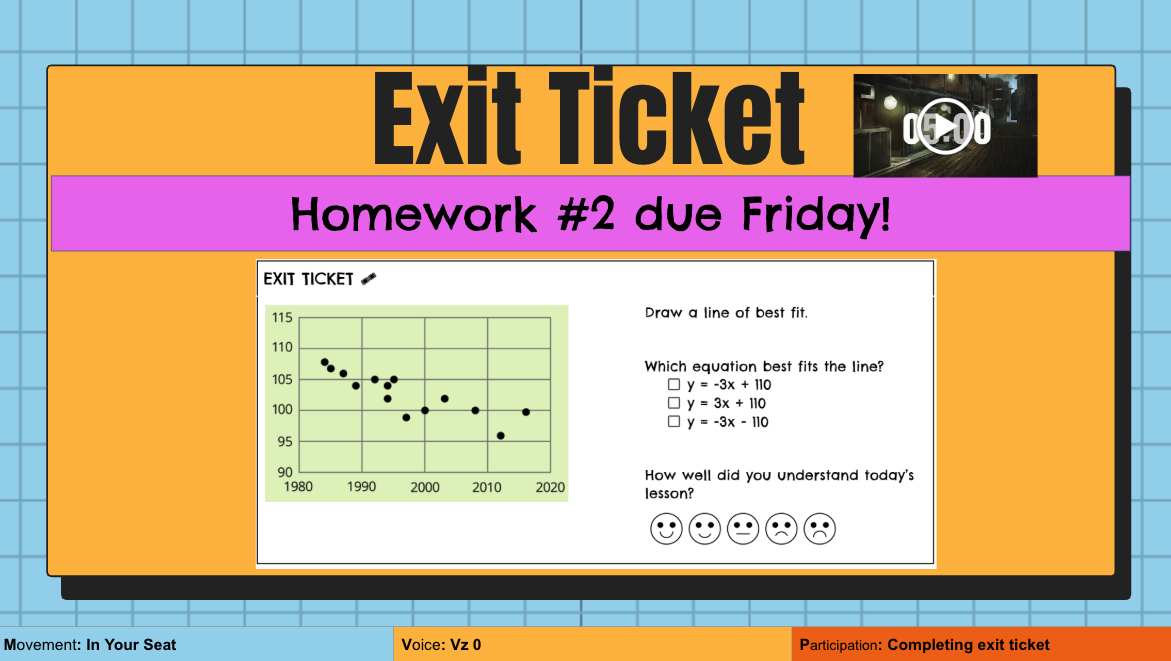 Exit Ticket
05:00
Homework #2 due Friday!
EXIT TICKET
115
110
105
100
95
90
1980 1990 2000 2010 2020
Draw a line of best fit.
Which equation best fits the line?
y = -3x + 110
y = 3x + 110
y = -3x - 110
How well did you understand today's
lesson?
Movement: In Your Seat
Voice: Vz 0
Participation: Completing exit ticket